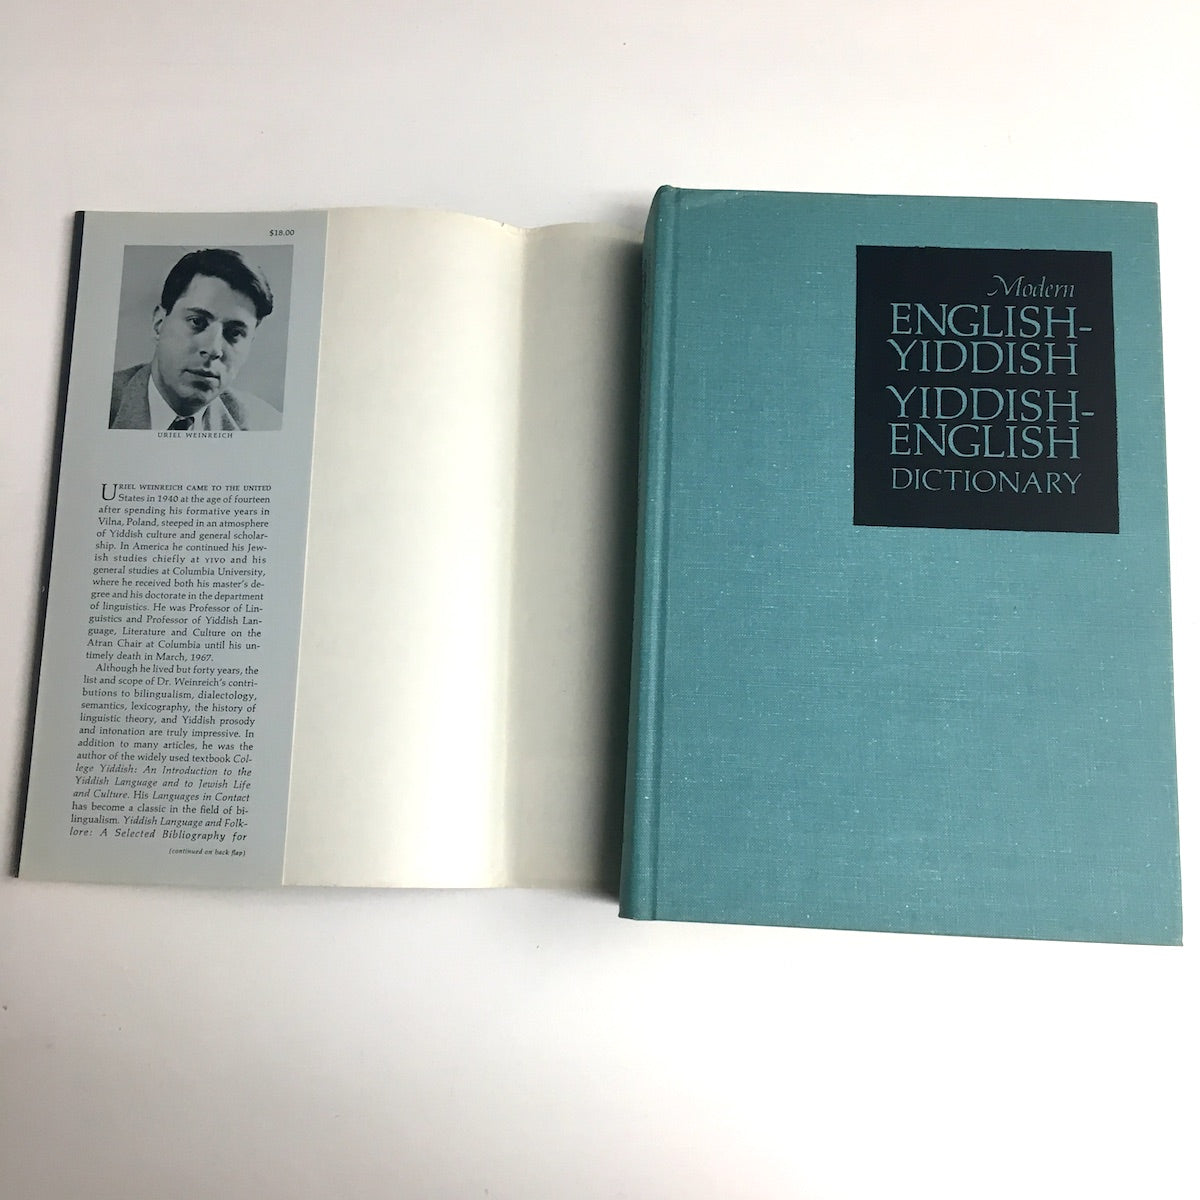 $18.00
URIEL WEINREICH
URIEL WEINREICH CAME TO THE UNITED
States in 1940 at the age of fourteen
after spending his formative years in
Vilna, Poland, steeped in an atmosphere
of Yiddish culture and general scholar-
ship. In America he continued his Jew-
ish studies chiefly at YIVO and his
general studies at Columbia University,
where he received both his master's de-
gree and his doctorate in the department
of linguistics. He was Professor of Lin-
guistics and Professor of Yiddish Lan-
guage, Literature and Culture on the
Atran Chair at Columbia until his un-
timely death in March, 1967.
Although he lived but forty years, the
list and scope of Dr. Weinreich's contri-
butions to bilingualism, dialectology,
semantics, lexicography, the history of
linguistic theory, and Yiddish prosody
and intonation are truly impressive. In
addition to many articles, he was the
author of the widely used textbook Col-
lege Yiddish: An Introduction to the
Yiddish Language and to Jewish Life
and Culture. His Languages in Contact
has become a classic in the field of bi-
lingualism. Yiddish Language and Folk-
lore: A Selected Bibliography for
(continued on back flap)
Modern
ENGLISH-
YIDDISH
YIDDISH-
ENGLISH
DICTIONARY